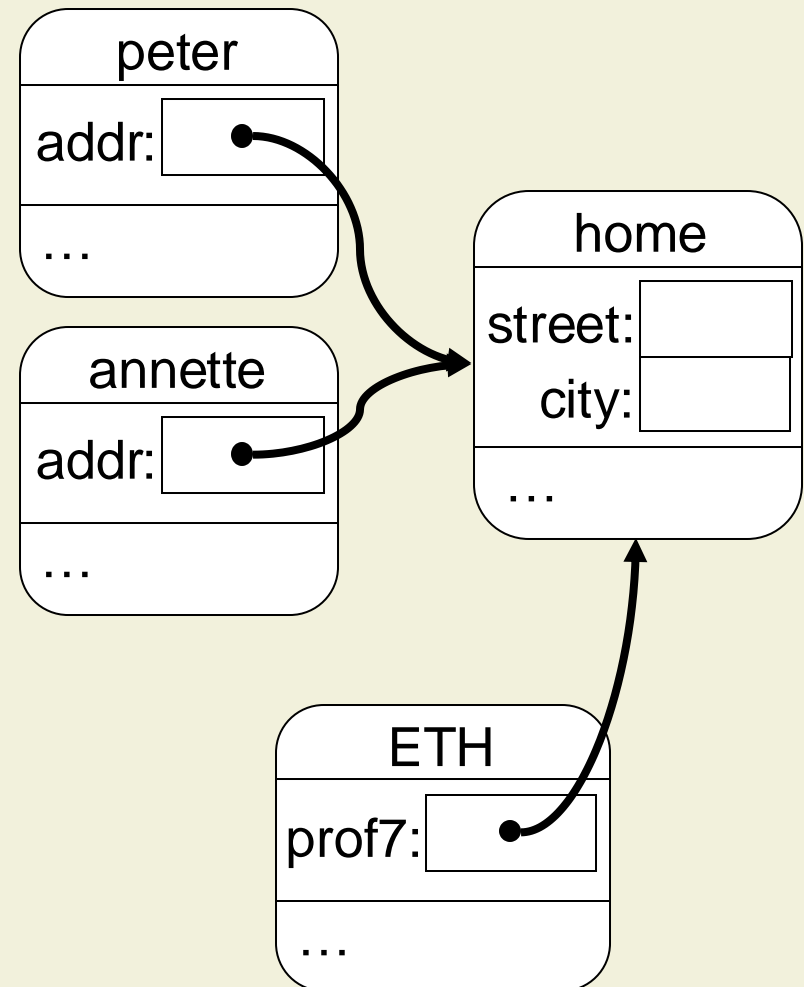 peter
addr:
…
annette
addr:
…
home
street:
city:
…
ETH
prof7:
…